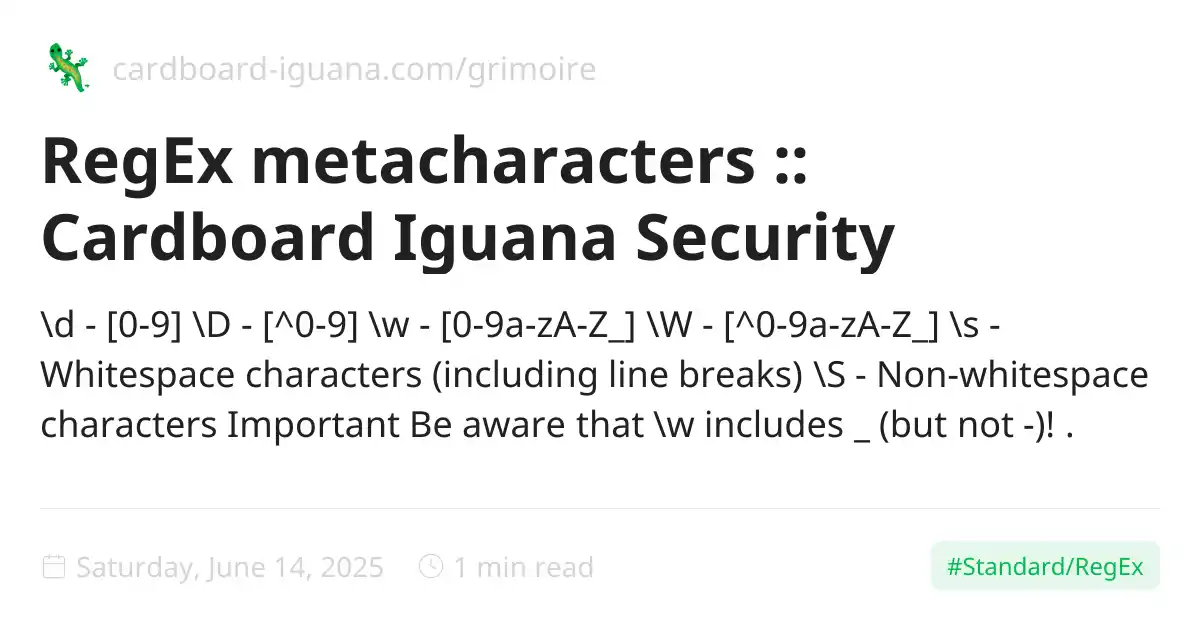 cardboard-iguana.com/grimoire
RegEx metacharacters ::
Cardboard Iguana Security
\d - [0-9] \D - [^0-9] \w - [0-9a-zA-Z_] \W - [^0-9a-zA-Z_] \s -
Whitespace characters (including line breaks) \S - Non-whitespace
characters Important Be aware that \w includes _ (but not -)! .
Saturday, June 14, 2025 1 min read #Standard/RegEx